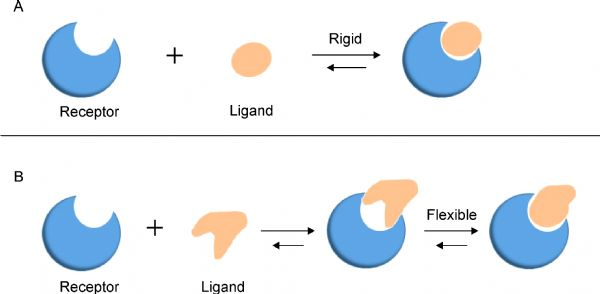 A
+
Rigid
Receptor
Ligand
B
+
Flexible
Receptor
Ligand